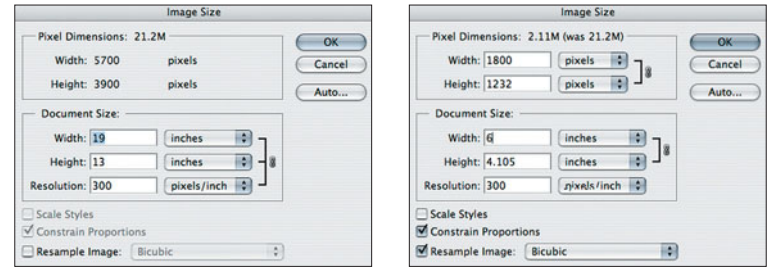 Image Size
Pixel Dimensions: 21.2M
Width: 5700 pixels
Height: 3900 pixels
OK
Cancel
Auto...
Document Size:
Width: 19 inches
Height: 13 inches
Resolution: 300 pixels/inch
Scale Styles
Constrain Proportions
Resample Image: Bicubic
Image Size
Pixel Dimensions: 2.11M (was 21.2M)
Width: 1800 pixels
Height: 1232 pixels
OK
Cancel
Auto...
Document Size:
Width: 6 inches
Height: 4.105 inches
Resolution: 300 pixels/inch
Scale Styles
Constrain Proportions
Resample Image: Bicubic